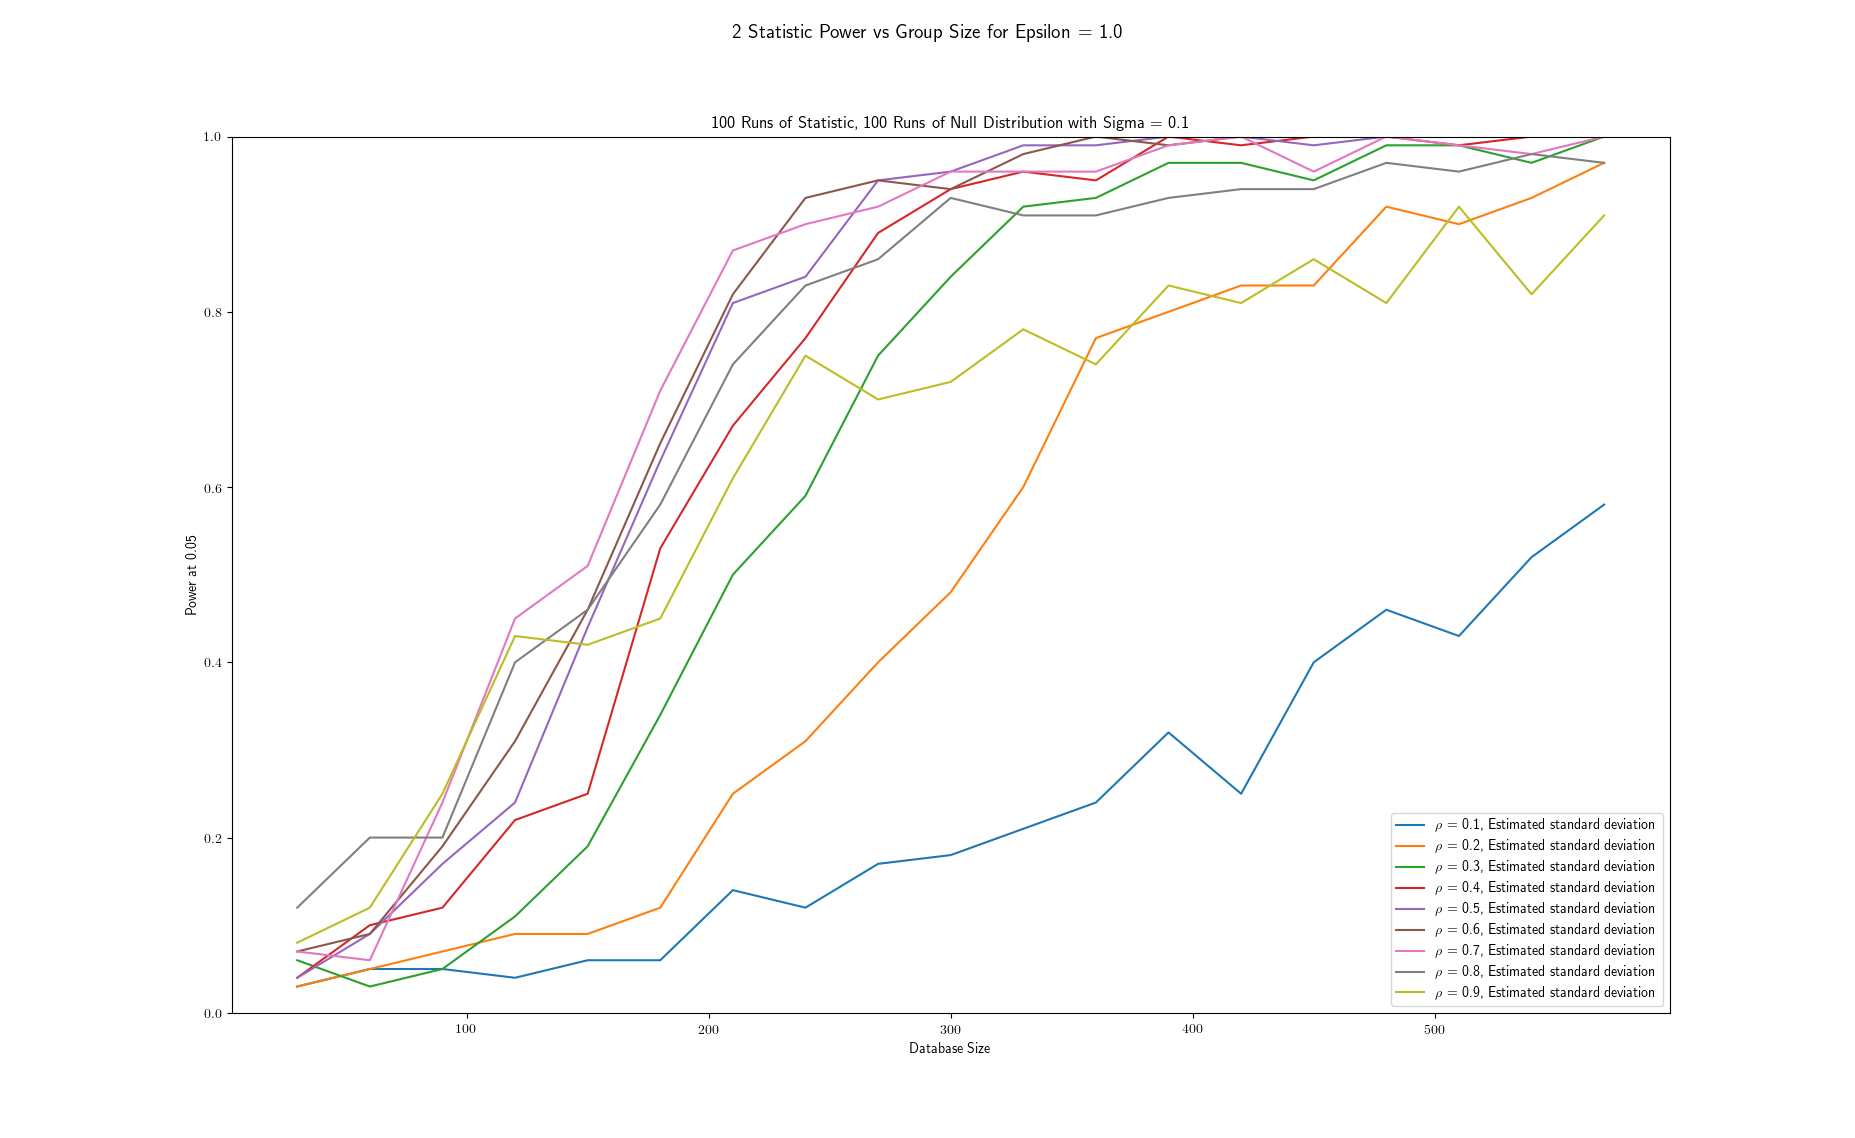 2 Statistic Power vs Group Size for Epsilon = 1.0
100 Runs of Statistic, 100 Runs of Null Distribution with Sigma = 0.1
1.0
0.8
0.6
0.4
0.2
0.0
Power at 0.05
100 200 300 400 500
Database Size
ρ = 0.1, Estimated standard deviation
ρ = 0.2, Estimated standard deviation
ρ = 0.3, Estimated standard deviation
ρ = 0.4, Estimated standard deviation
ρ = 0.5, Estimated standard deviation
ρ = 0.6, Estimated standard deviation
ρ = 0.7, Estimated standard deviation
ρ = 0.8, Estimated standard deviation
ρ = 0.9, Estimated standard deviation